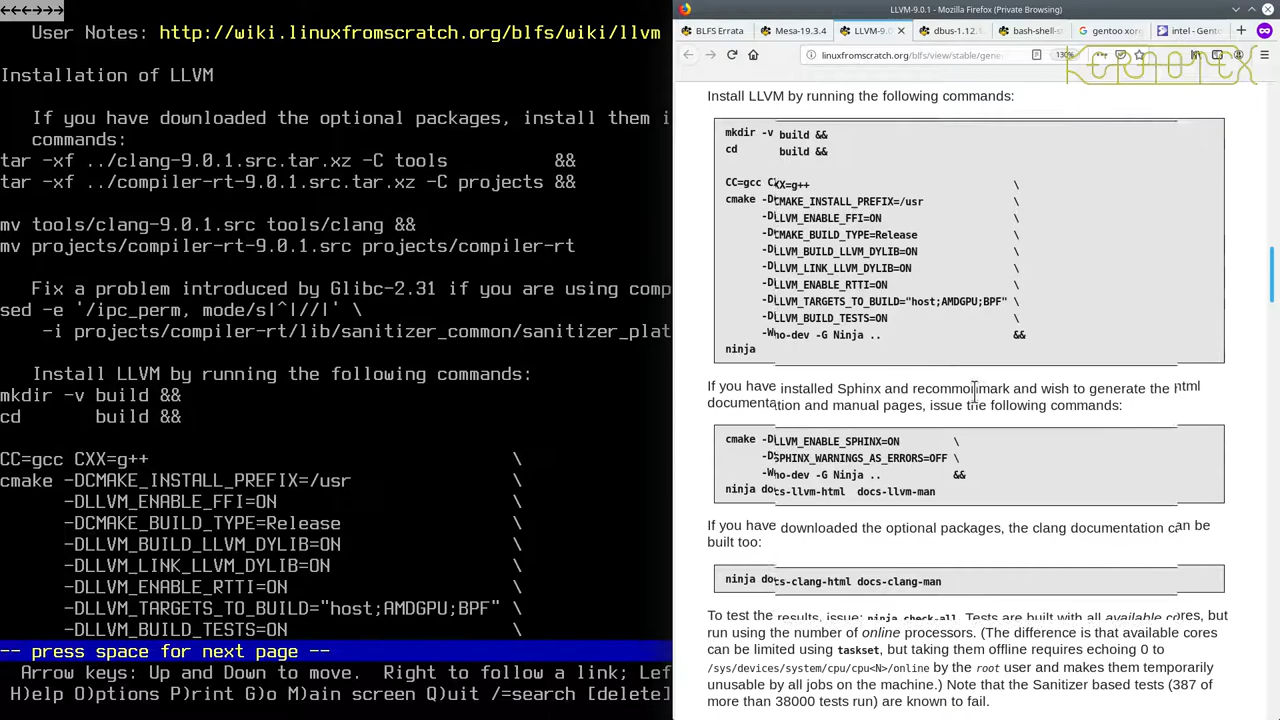 ←←←→→→
User Notes: http://wiki.linuxfromscratch.org/blfs/wiki/llvm
Installation of LLVM
If you have downloaded the optional packages, install them i
commands:
tar -xf ../clang-9.0.1.src.tar.xz -C tools &&
tar -xf ../compiler-rt-9.0.1.src.tar.xz -C projects &&
mv tools/clang-9.0.1.src tools/clang &&
mv projects/compiler-rt-9.0.1.src projects/compiler-rt
Fix a problem introduced by Glibc-2.31 if you are using comp
sed -e '/ipc_perm, mode/s|^|//|' \
-i projects/compiler-rt/lib/sanitizer_common/sanitizer_plat
Install LLVM by running the following commands:
mkdir -v build &&
cd build &&
CC=gcc CXX=g++ \
cmake -DCMAKE_INSTALL_PREFIX=/usr \
-DLLVM_ENABLE_FFI=ON \
-DCMAKE_BUILD_TYPE=Release \
-DLLVM_BUILD_LLVM_DYLIB=ON \
-DLLVM_LINK_LLVM_DYLIB=ON \
-DLLVM_ENABLE_RTTI=ON \
-DLLVM_TARGETS_TO_BUILD="host;AMDGPU;BPF" \
-DLLVM_BUILD_TESTS=ON \
-- press space for next page --
Arrow keys: Up and Down to move. Right to follow a link; Lef
H)elp O)ptions P)rint G)o M)ain screen Q)uit /=search [delete]
LLVM-9.0.1 - Mozilla Firefox (Private Browsing)
BLFS Errata
Mesa-19.3.4
LLVM-9.0
dbus-1.12.
bash-shell-s
gentoo xorg
intel - Gento
linuxfromscratch.org/blfs/view/stable/gene
130%
KERNOTEX
Install LLVM by running the following commands:
mkdir -v build &&
cd build &&
CC=gcc CXX=g++ \
cmake -DCMAKE_INSTALL_PREFIX=/usr \
-DLLVM_ENABLE_FFI=ON \
-DCMAKE_BUILD_TYPE=Release \
-DLLVM_BUILD_LLVM_DYLIB=ON \
-DLLVM_LINK_LLVM_DYLIB=ON \
-DLLVM_ENABLE_RTTI=ON \
-DLLVM_TARGETS_TO_BUILD="host;AMDGPU;BPF" \
-DLLVM_BUILD_TESTS=ON \
-Wno-dev -G Ninja .. &&
ninja
If you have installed Sphinx and recommonmark and wish to generate the html
documentation and manual pages, issue the following commands:
cmake -DLLVM_ENABLE_SPHINX=ON \
-DSPHINX_WARNINGS_AS_ERRORS=OFF \
-Wno-dev -G Ninja .. &&
ninja docs-llvm-html docs-llvm-man
If you have downloaded the optional packages, the clang documentation can be
built too:
ninja docs-clang-html docs-clang-man
To test the results, issue: ninja check-all. Tests are built with all available cores, but
run using the number of online processors. (The difference is that available cores
can be limited using taskset, but taking them offline requires echoing 0 to
/sys/devices/system/cpu/cpu<N>/online by the root user and makes them temporarily
unusable by all jobs on the machine.) Note that the Sanitizer based tests (387 of
more than 38000 tests run) are known to fail.